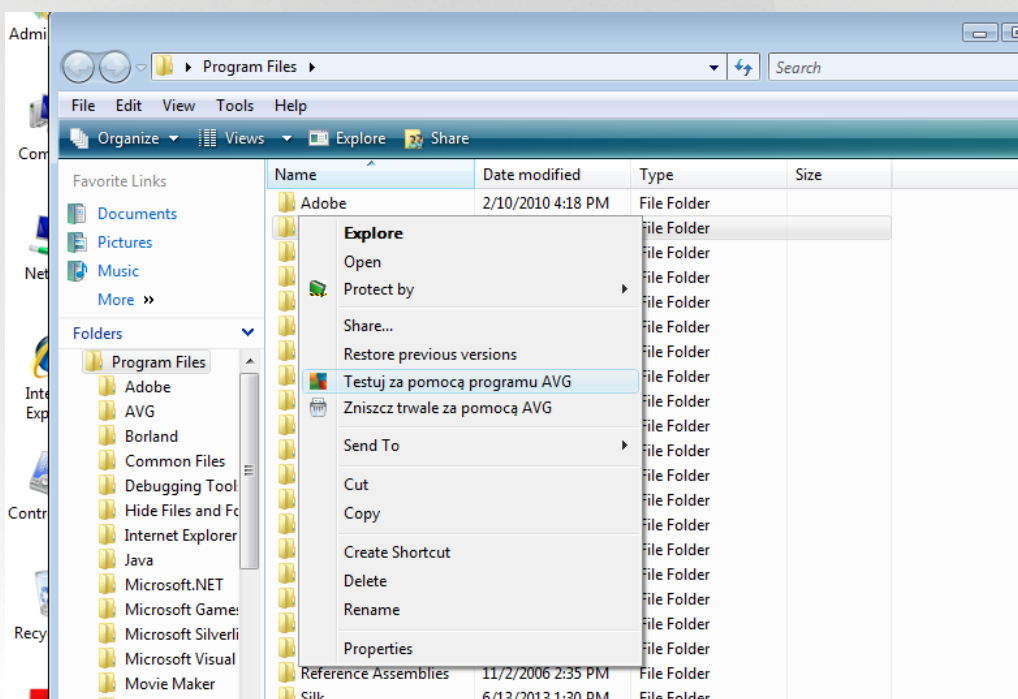 Admi
Program Files
Search
File Edit View Tools Help
Organize Views Explore Share
Com
Favorite Links
Name Date modified Type Size
Documents
Adobe 2/10/2010 4:18 PM File Folder
Pictures
Explore File Folder
Music
Open File Folder
Net
More »
Protect by File Folder
File Folder
Folders
Share... File Folder
Program Files
Restore previous versions File Folder
Adobe
Testuj za pomocą programu AVG File Folder
Inte
Exp
AVG
Zniszcz trwale za pomocą AVG File Folder
Borland
File Folder
Common Files
Send To File Folder
Debugging Tool
File Folder
Contr
Hide Files and Fo
Cut File Folder
Internet Explorer
Copy File Folder
Java
Create Shortcut File Folder
Microsoft.NET
Delete File Folder
Microsoft Games
Rename File Folder
Recy
Microsoft Silverli
File Folder
Microsoft Visual
Properties File Folder
Movie Maker
Reference Assemblies 11/2/2006 2:35 PM File Folder
Silk 6/13/2013 1:30 PM File Folder